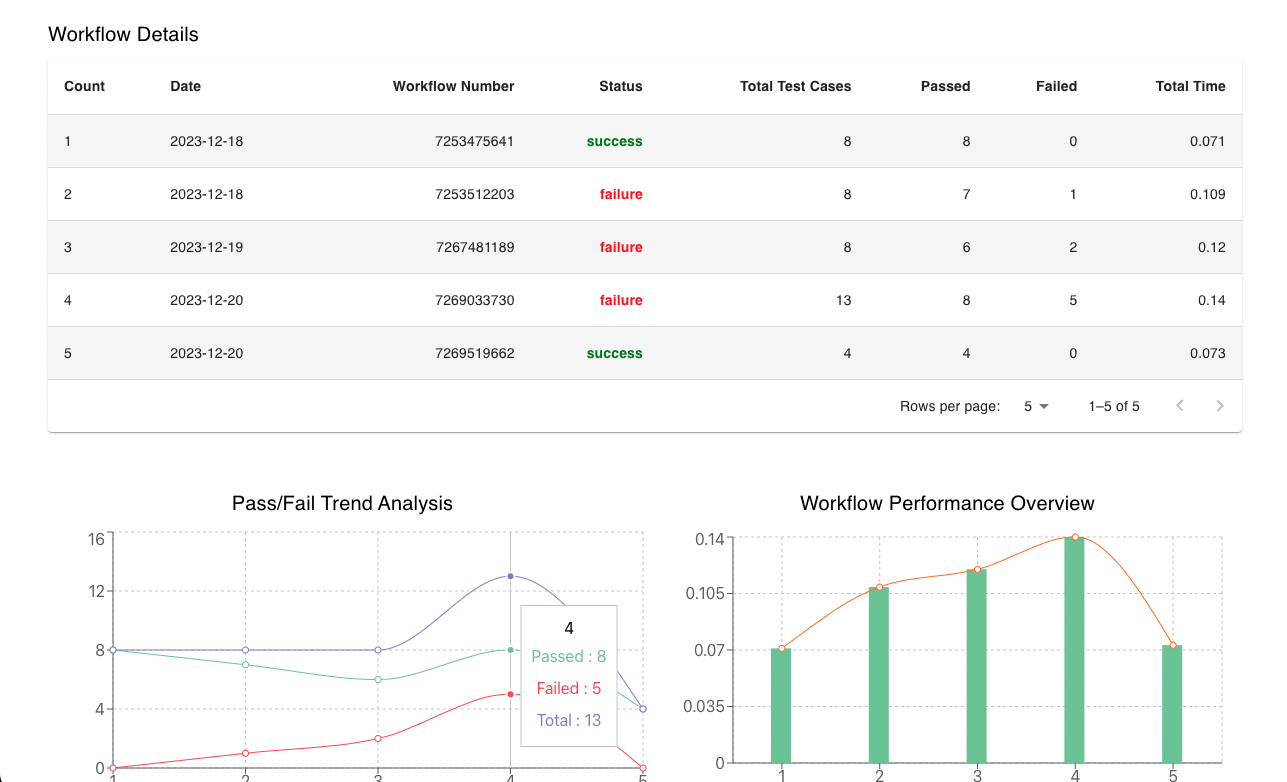 Workflow Details
Count Date Workflow Number Status Total Test Cases Passed Failed Total Time
1 2023-12-18 7253475641 success 8 8 0 0.071
2 2023-12-18 7253512203 failure 8 7 1 0.109
3 2023-12-19 7267481189 failure 8 6 2 0.12
4 2023-12-20 7269033730 failure 13 8 5 0.14
5 2023-12-20 7269519662 success 4 4 0 0.073
Rows per page: 5 1–5 of 5
Pass/Fail Trend Analysis
16
12
8
4
0
1 2 3 4 5
4
Passed : 8
Failed : 5
Total : 13
Workflow Performance Overview
0.14
0.105
0.07
0.035
0
1 2 3 4 5